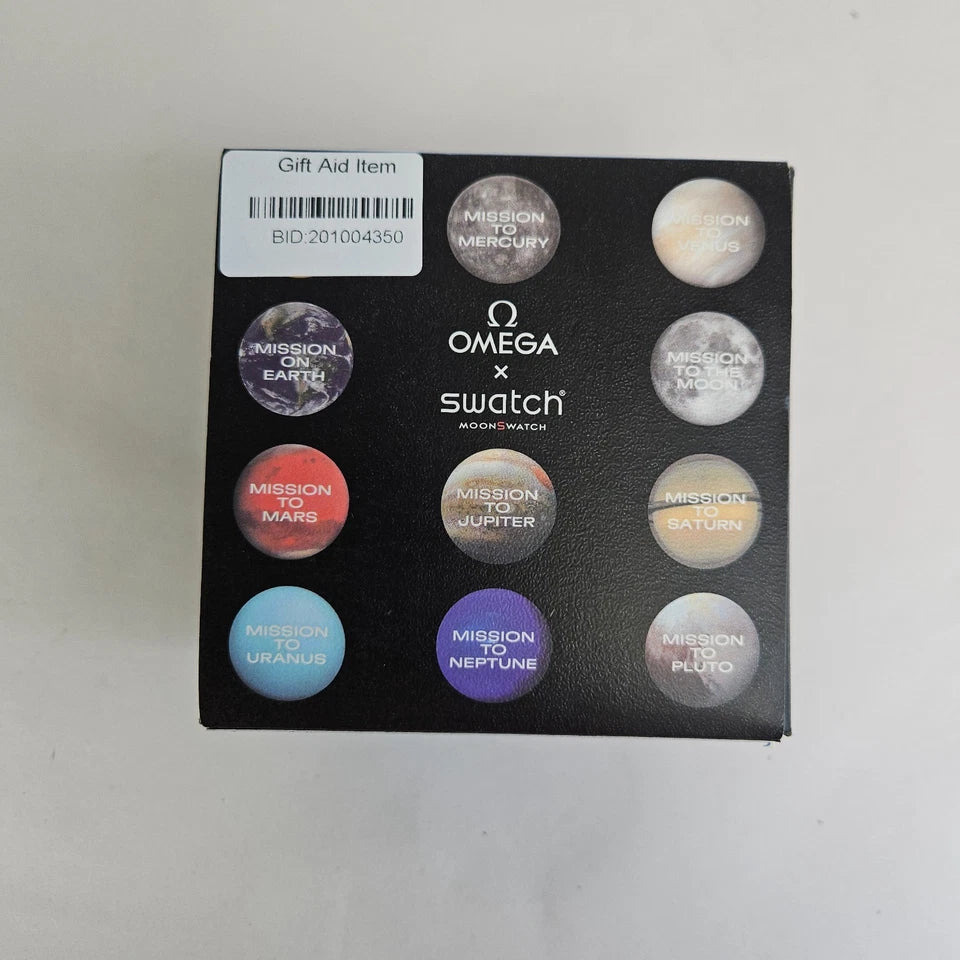 Gift Aid Item
BID:201004350
MISSION
TO
MERCURY
MISSION
TO
VENUS
MISSION
ON
EARTH
Ω
OMEGA
×
swatch®
MOONSWATCH
MISSION
TO THE
MOON
MISSION
TO
MARS
MISSION
TO
JUPITER
MISSION
TO
SATURN
MISSION
TO
URANUS
MISSION
TO
NEPTUNE
MISSION
TO
PLUTO